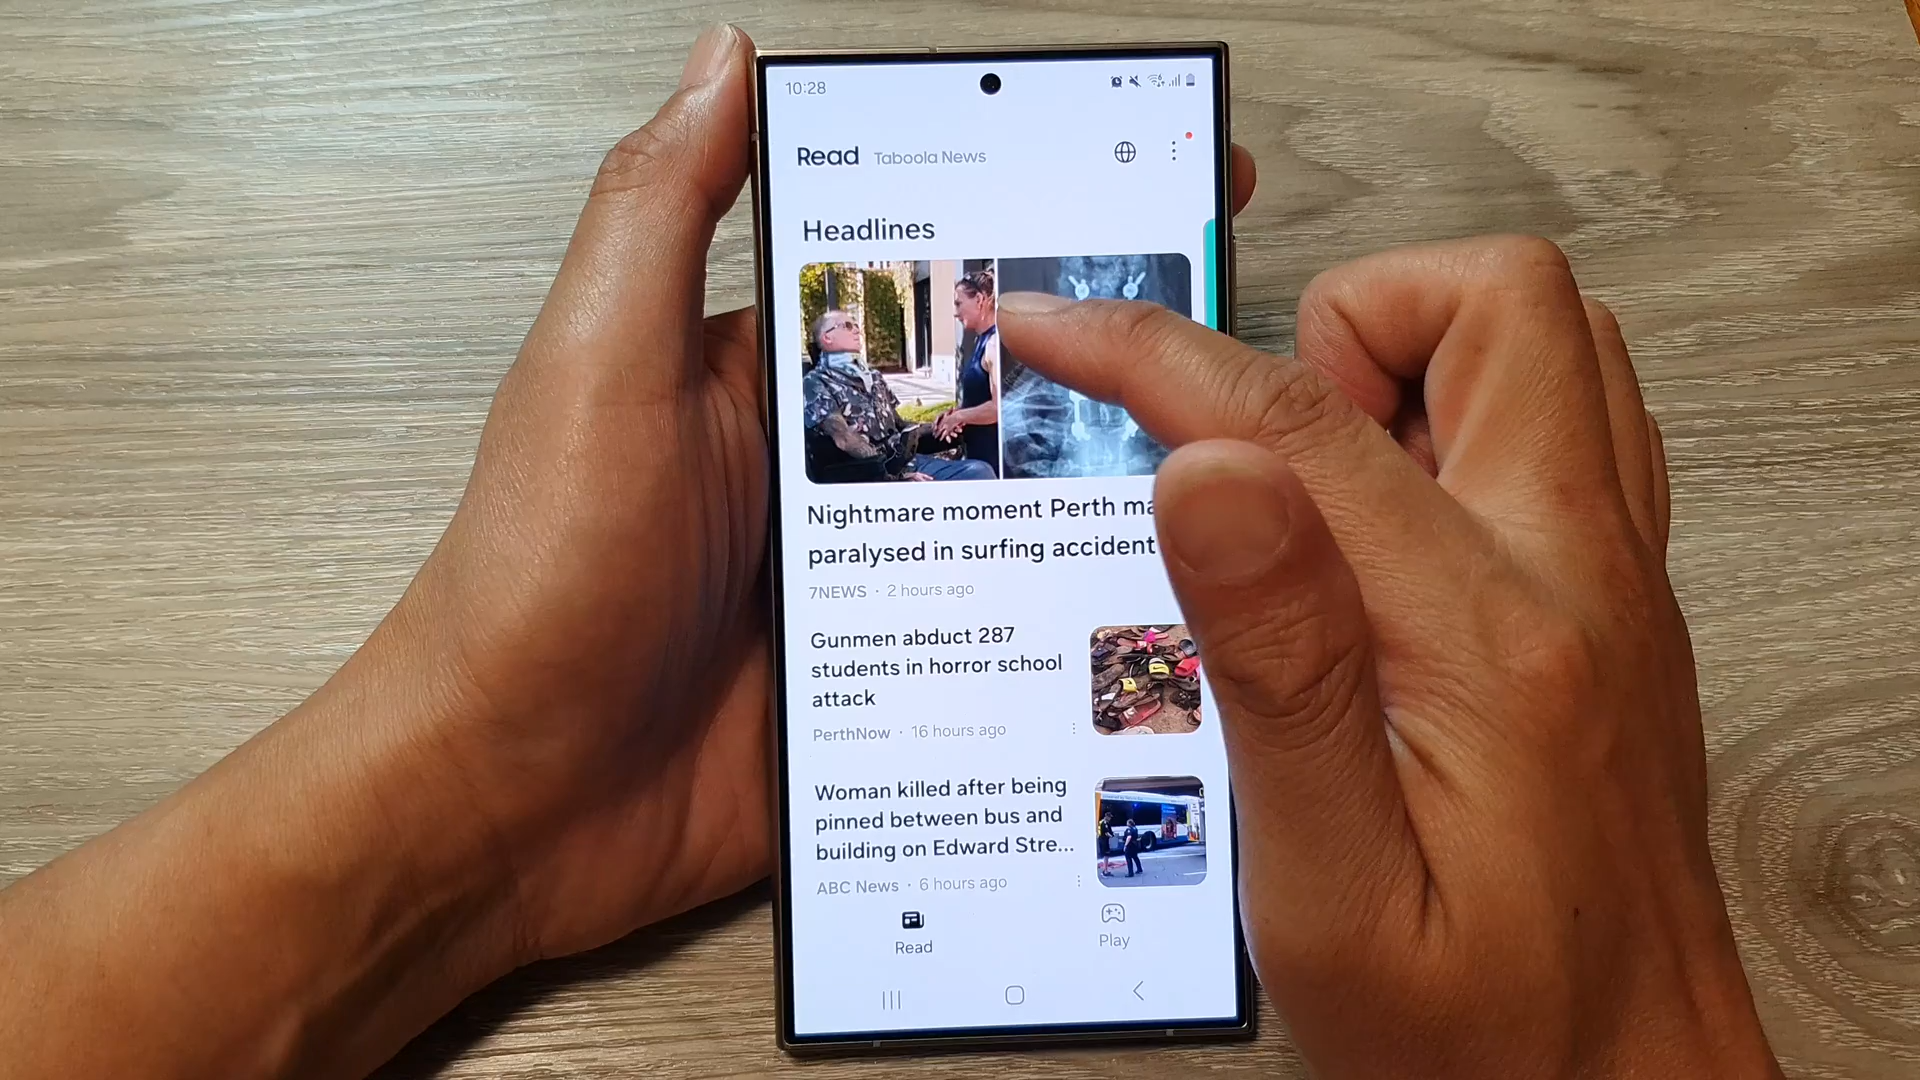 10:28
Read Taboola News
Headlines
Nightmare moment Perth
paralysed in surfing accident
7NEWS · 2 hours ago
Gunmen abduct 287
students in horror school
attack
PerthNow · 16 hours ago
Woman killed after being
pinned between bus and
building on Edward Stre...
ABC News · 6 hours ago
Read
Play